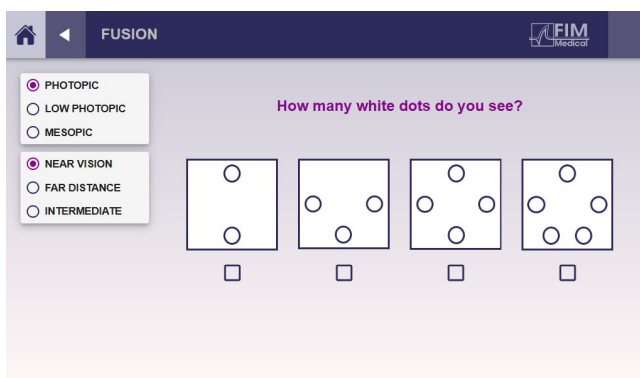 FUSION
FIM
Medical
PHOTOPIC
LOW PHOTOPIC
MESOPIC
NEAR VISION
FAR DISTANCE
INTERMEDIATE
How many white dots do you see?